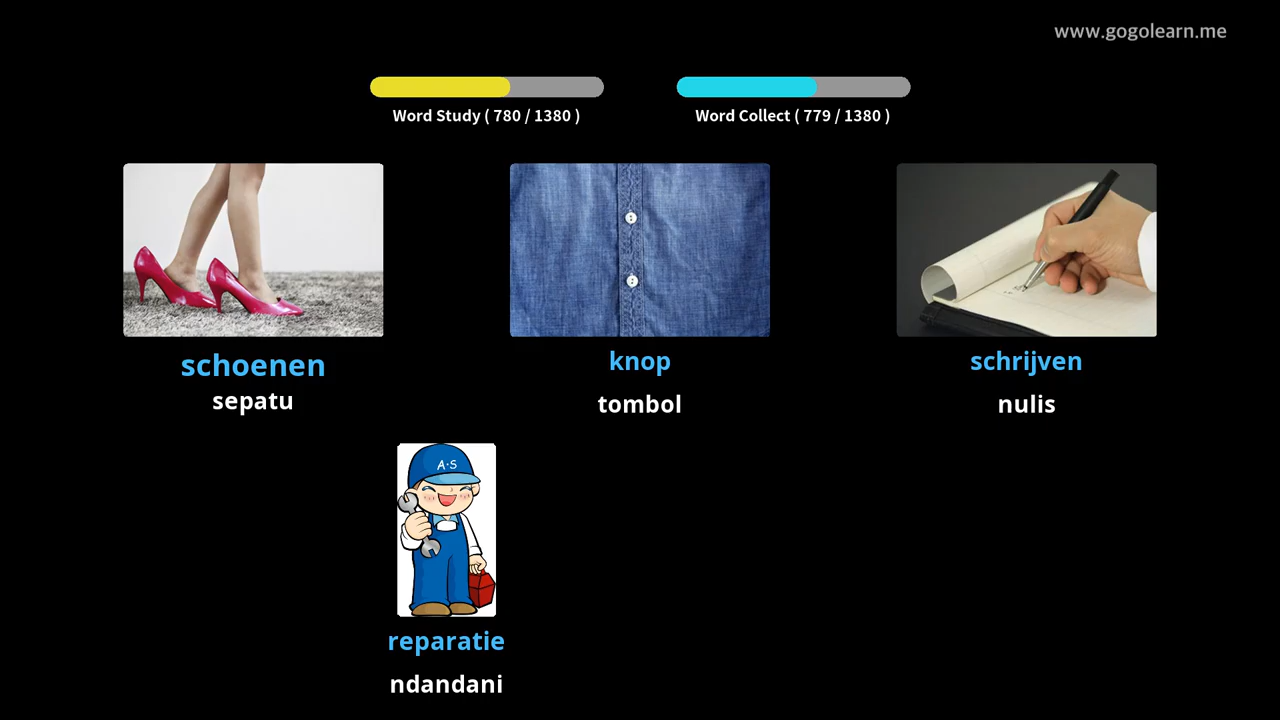 www.gogolearn.me
Word Study ( 780 / 1380 )
Word Collect ( 779 / 1380 )
schoenen
sepatu
knop
tombol
schrijven
nulis
A·S
reparatie
ndandani